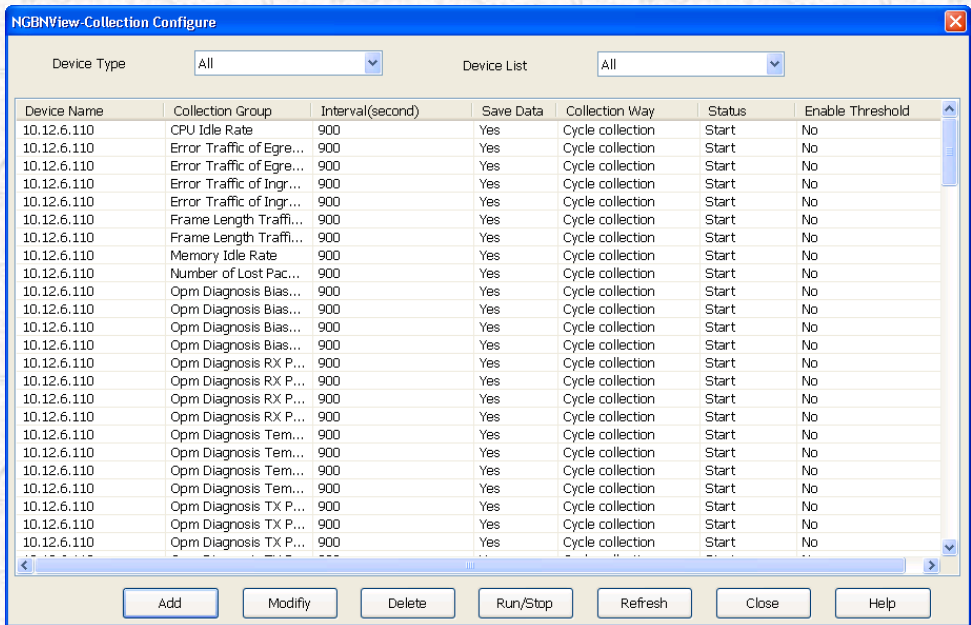 NGBNView-Collection Configure
Device Type All Device List All
Device Name Collection Group Interval(second) Save Data Collection Way Status Enable Threshold
10.12.6.110 CPU Idle Rate 900 Yes Cycle collection Start No
10.12.6.110 Error Traffic of Egre... 900 Yes Cycle collection Start No
10.12.6.110 Error Traffic of Egre... 900 Yes Cycle collection Start No
10.12.6.110 Error Traffic of Ingr... 900 Yes Cycle collection Start No
10.12.6.110 Error Traffic of Ingr... 900 Yes Cycle collection Start No
10.12.6.110 Frame Length Traffi... 900 Yes Cycle collection Start No
10.12.6.110 Frame Length Traffi... 900 Yes Cycle collection Start No
10.12.6.110 Memory Idle Rate 900 Yes Cycle collection Start No
10.12.6.110 Number of Lost Pac... 900 Yes Cycle collection Start No
10.12.6.110 Opm Diagnosis Bias... 900 Yes Cycle collection Start No
10.12.6.110 Opm Diagnosis Bias... 900 Yes Cycle collection Start No
10.12.6.110 Opm Diagnosis Bias... 900 Yes Cycle collection Start No
10.12.6.110 Opm Diagnosis Bias... 900 Yes Cycle collection Start No
10.12.6.110 Opm Diagnosis RX P... 900 Yes Cycle collection Start No
10.12.6.110 Opm Diagnosis RX P... 900 Yes Cycle collection Start No
10.12.6.110 Opm Diagnosis RX P... 900 Yes Cycle collection Start No
10.12.6.110 Opm Diagnosis RX P... 900 Yes Cycle collection Start No
10.12.6.110 Opm Diagnosis Tem... 900 Yes Cycle collection Start No
10.12.6.110 Opm Diagnosis Tem... 900 Yes Cycle collection Start No
10.12.6.110 Opm Diagnosis Tem... 900 Yes Cycle collection Start No
10.12.6.110 Opm Diagnosis Tem... 900 Yes Cycle collection Start No
10.12.6.110 Opm Diagnosis TX P... 900 Yes Cycle collection Start No
10.12.6.110 Opm Diagnosis TX P... 900 Yes Cycle collection Start No
10.12.6.110 Opm Diagnosis TX P... 900 Yes Cycle collection Start No
Add Modifiy Delete Run/Stop Refresh Close Help